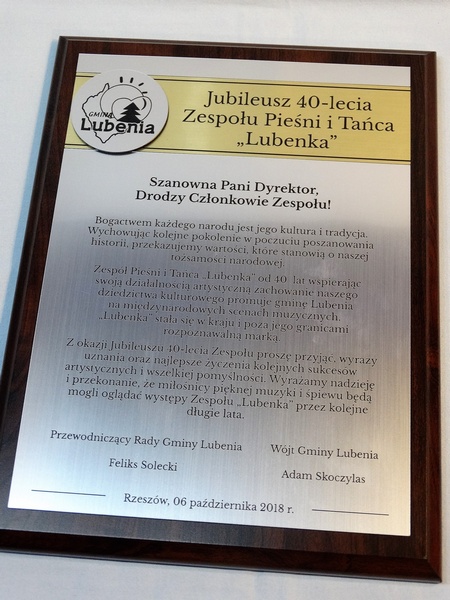 GMINA
Lubenia
Jubileusz 40-lecia
Zespołu Pieśni i Tańca
„Lubenka”
Szanowna Pani Dyrektor,
Drodzy Członkowie Zespołu!
Bogactwem każdego narodu jest jego kultura i tradycja.
Wychowując kolejne pokolenie w poczuciu poszanowania
historii, przekazujemy wartości, które stanowią o naszej
tożsamości narodowej.
Zespół Pieśni i Tańca „Lubenka” od 40 lat wspierając
swoją działalnością artystyczną zachowanie naszego
dziedzictwa kulturowego promuje gminę Lubenia
na międzynarodowych scenach muzycznych.
„Lubenka” stała się w kraju i poza jego granicami
rozpoznawalną marką.
Z okazji Jubileuszu 40-lecia Zespołu proszę przyjąć, wyrazy
uznania oraz najlepsze życzenia kolejnych sukcesów
artystycznych i wszelkiej pomyślności. Wyrażamy nadzieję
i przekonanie, że miłośnicy pięknej muzyki i śpiewu będą
mogli oglądać występy Zespołu „Lubenka” przez kolejne
długie lata.
Przewodniczący Rady Gminy Lubenia
Wójt Gminy Lubenia
Feliks Solecki
Adam Skoczylas
Rzeszów, 06 października 2018 r.